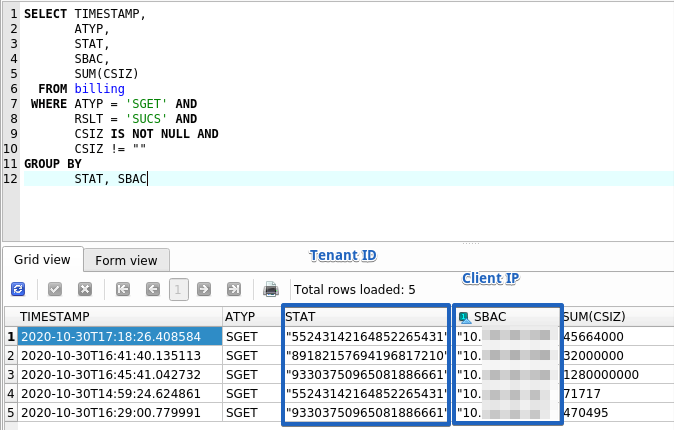 1 SELECT TIMESTAMP,
2 ATYP,
3 STAT,
4 SBAC,
5 SUM(CSIZ)
6 FROM billing
7 WHERE ATYP = 'SGET' AND
8 RSLT = 'SUCS' AND
9 CSIZ IS NOT NULL AND
10 CSIZ != ""
11 GROUP BY
12 STAT, SBAC
Grid view Form view
Tenant ID
Client IP
1 Total rows loaded: 5
TIMESTAMP ATYP STAT 1 SBAC SUM(CSIZ)
1 2020-10-30T17:18:26.408584 SGET "55243142164852265431" "10. 45664000
2 2020-10-30T16:41:40.135113 SGET "89182157694196817210" "10. 32000000
3 2020-10-30T16:45:41.042732 SGET "93303750965081886661" "10. 1280000000
4 2020-10-30T14:59:24.624861 SGET "55243142164852265431" "10. 71717
5 2020-10-30T16:29:00.779991 SGET "93303750965081886661" "10. 470495